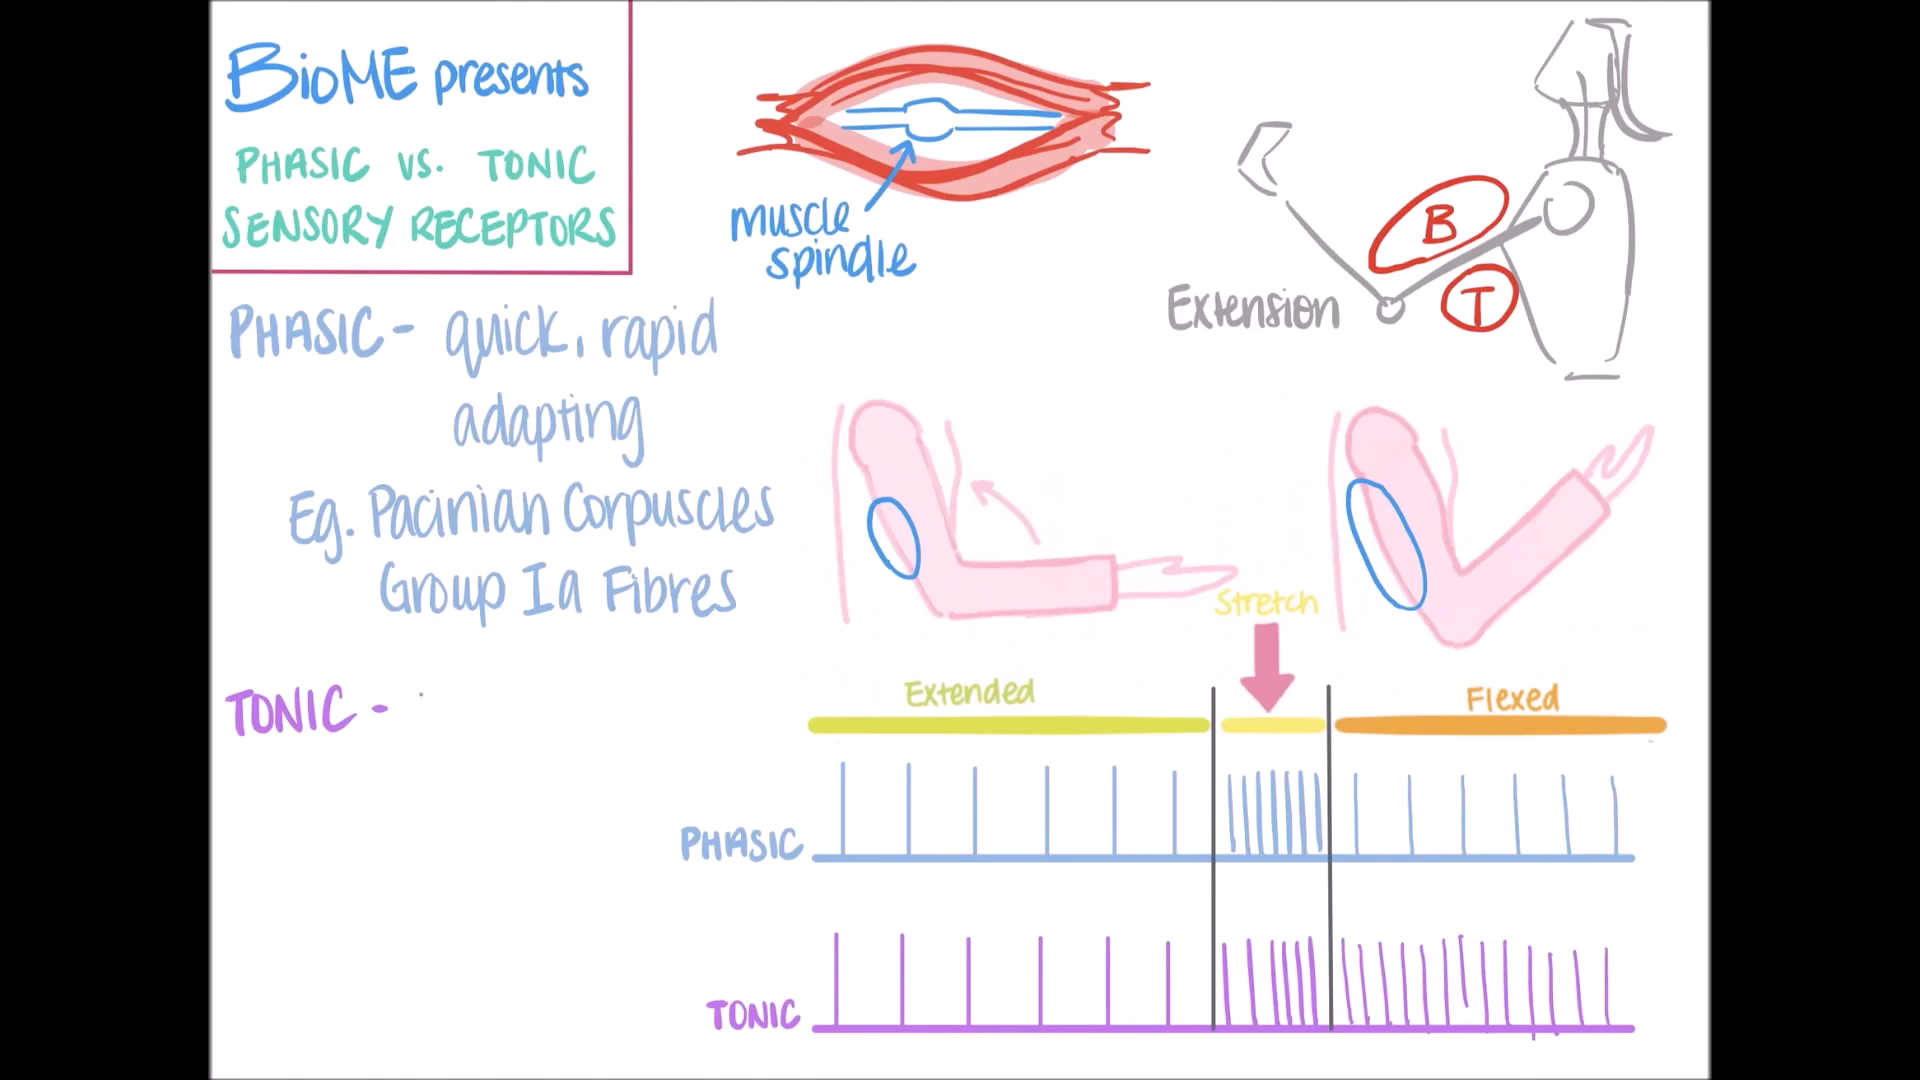 BioME presents
PHASIC vs. TONIC
SENSORY RECEPTORS
muscle
spindle
B
T
Extension
PHASIC - quick, rapid
adapting
Eg. Pacinian Corpuscles
Group Ia Fibres
TONIC -
Stretch
Extended
Flexed
PHASIC
TONIC